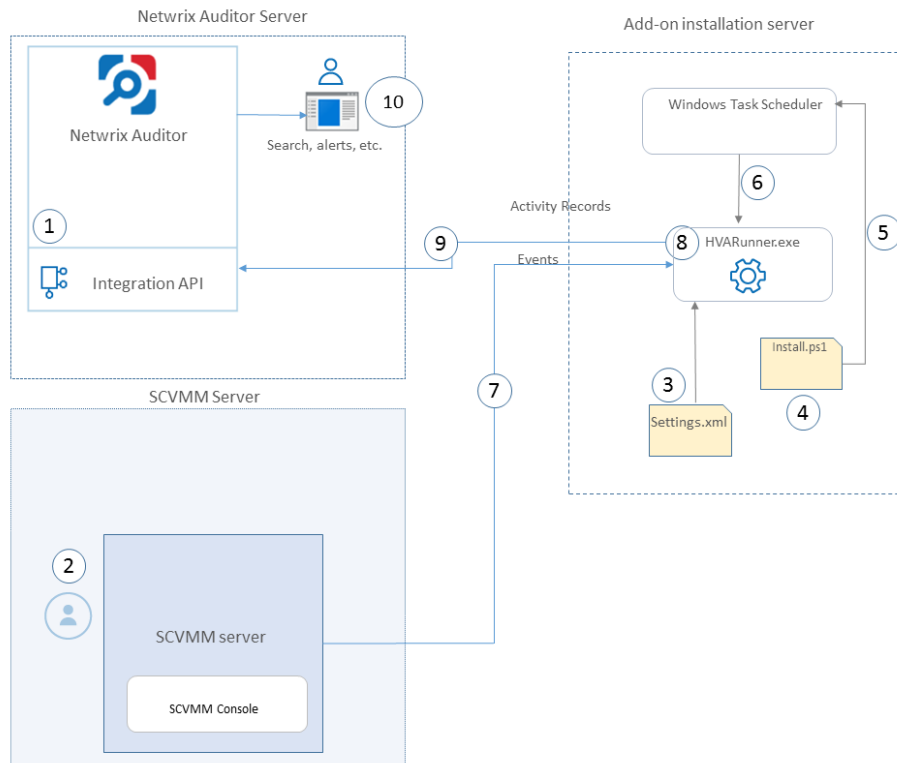 Netwrix Auditor Server
Netwrix Auditor
10
Search, alerts, etc.
1
Integration API
Add-on installation server
Windows Task Scheduler
6
5
Activity Records
9
8
HVARunner.exe
Events
7
3
Settings.xml
Install.ps1
4
SCVMM Server
2
SCVMM server
SCVMM Console